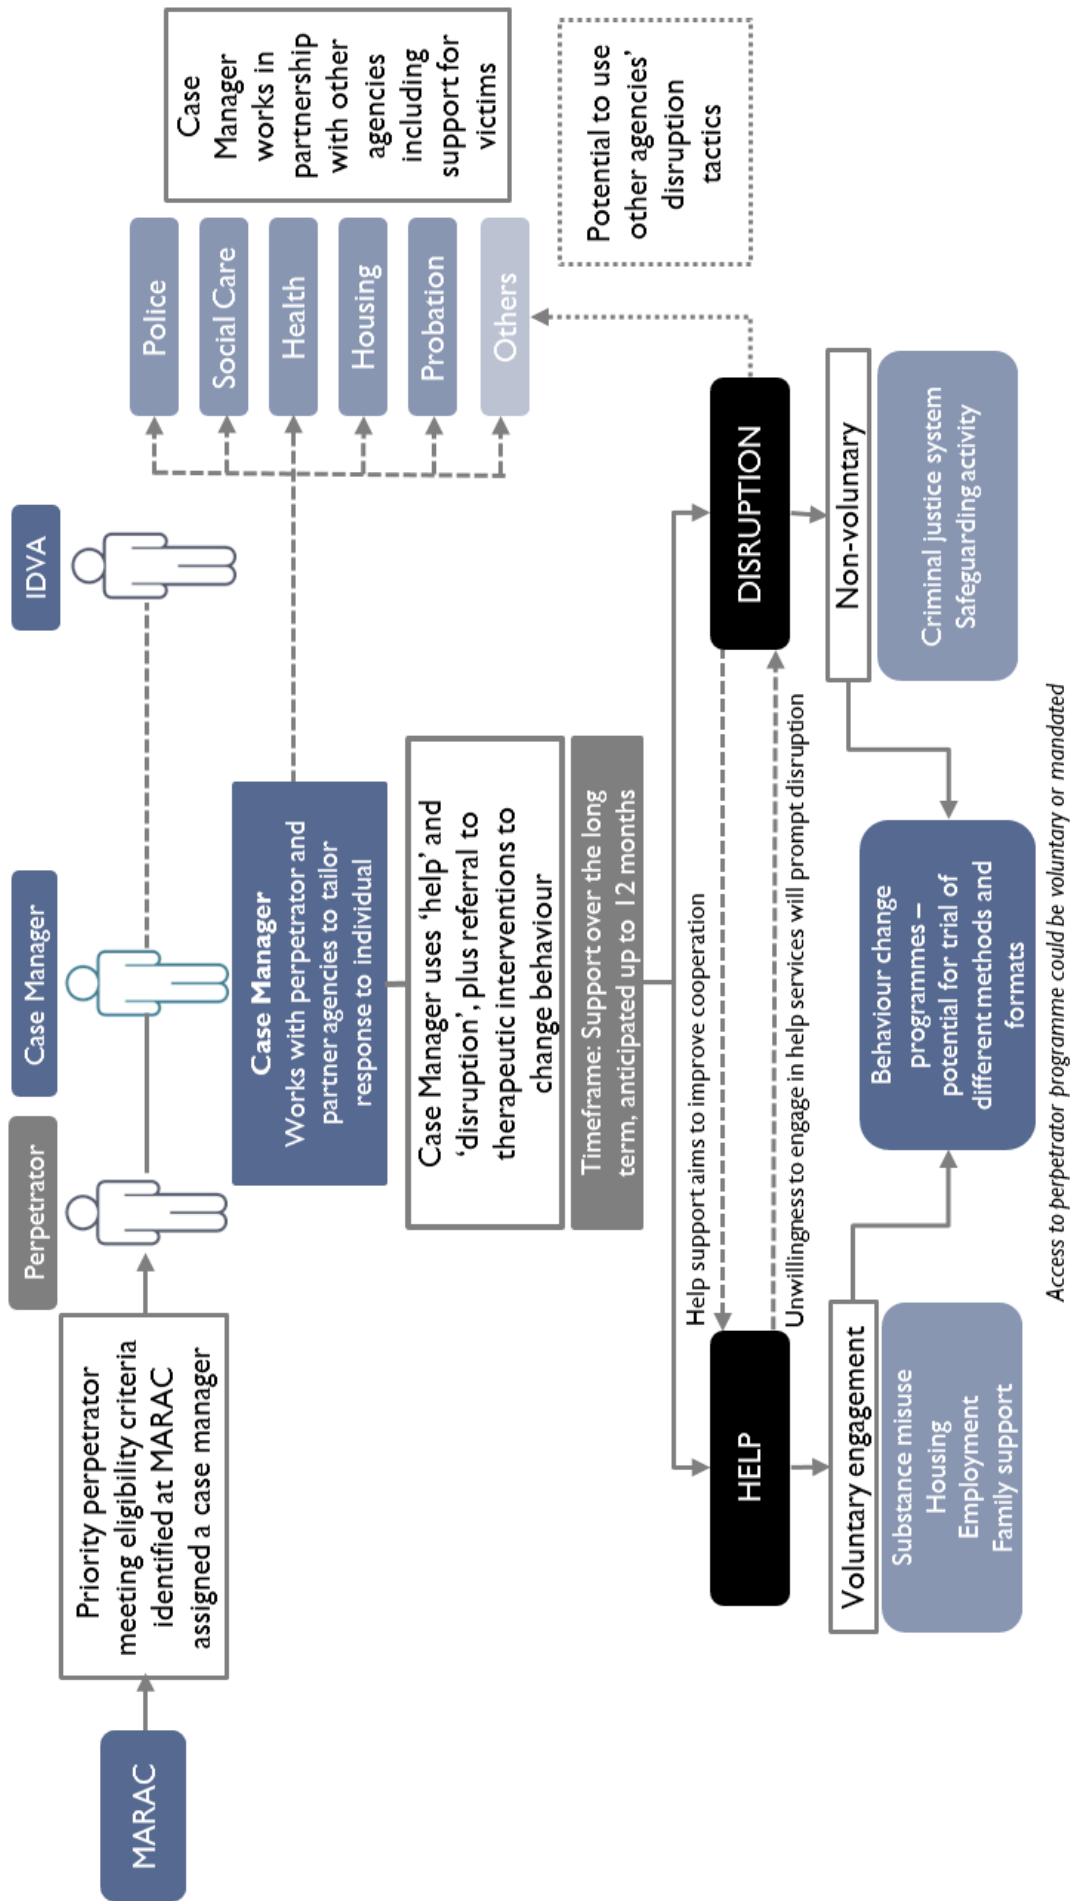 MARAC
Priority perpetrator
meeting eligibility criteria
identified at MARAC
assigned a case manager
Perpetrator
Case Manager
IDVA
Case Manager
Works with perpetrator and
partner agencies to tailor
response to individual
Police
Social Care
Health
Housing
Probation
Others
Case
Manager
works in
partnership
with other
agencies
including
support for
victims
Case Manager uses ‘help’ and
‘disruption’, plus referral to
therapeutic interventions to
change behaviour
Timeframe: Support over the long
term, anticipated up to 12 months
Potential to use
other agencies’
disruption
tactics
Help support aims to improve cooperation
HELP
DISRUPTION
Unwillingness to engage in help services will prompt disruption
Voluntary engagement
Substance misuse
Housing
Employment
Family support
Non-voluntary
Criminal justice system
Safeguarding activity
Behaviour change
programmes –
potential for trial of
different methods and
formats
Access to perpetrator programme could be voluntary or mandated